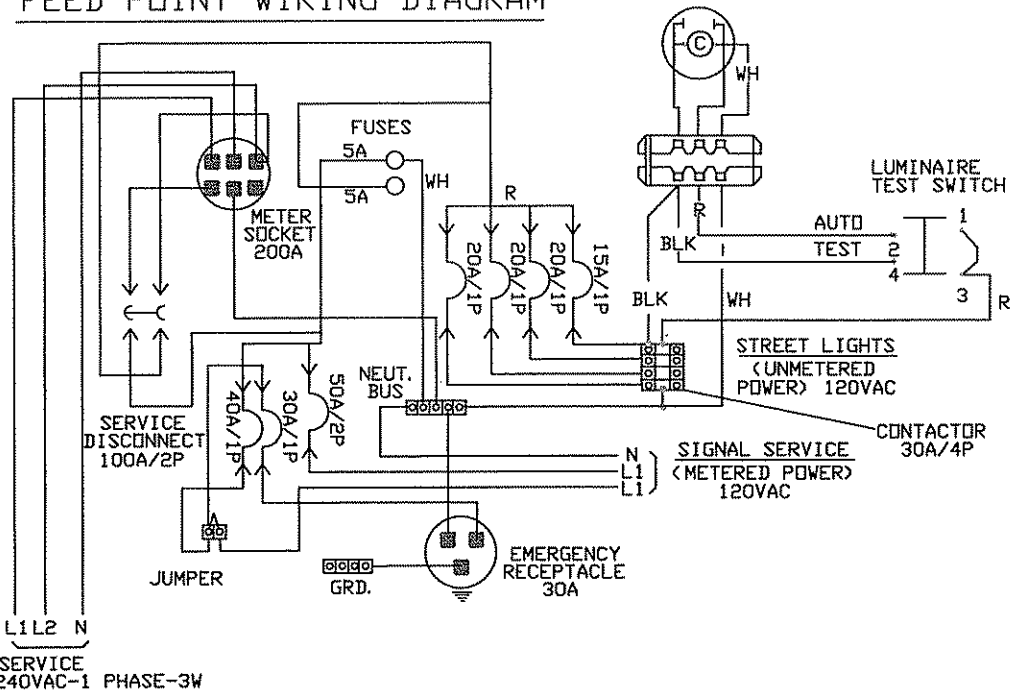 FEED POINT WIRING DIAGRAM
C
WH
FUSES
5A
5A
WH
METER
SOCKET
200A
R
20A/1P
20A/1P
20A/1P
15A/1P
R
BLK
BLK
WH
AUTO
TEST
LUMINAIRE
TEST SWITCH
1
2
4
3
R
STREET LIGHTS
(UNMETERED
POWER) 120VAC
CONTACTOR
30A/4P
NEUT.
BUS
SERVICE
DISCONNECT
100A/2P
40A/1P
30A/1P
50A/2P
N
L1
L1
SIGNAL SERVICE
(METERED POWER)
120VAC
JUMPER
GRD.
EMERGENCY
RECEPTACLE
30A
L1 L2 N
SERVICE
240VAC-1 PHASE-3W